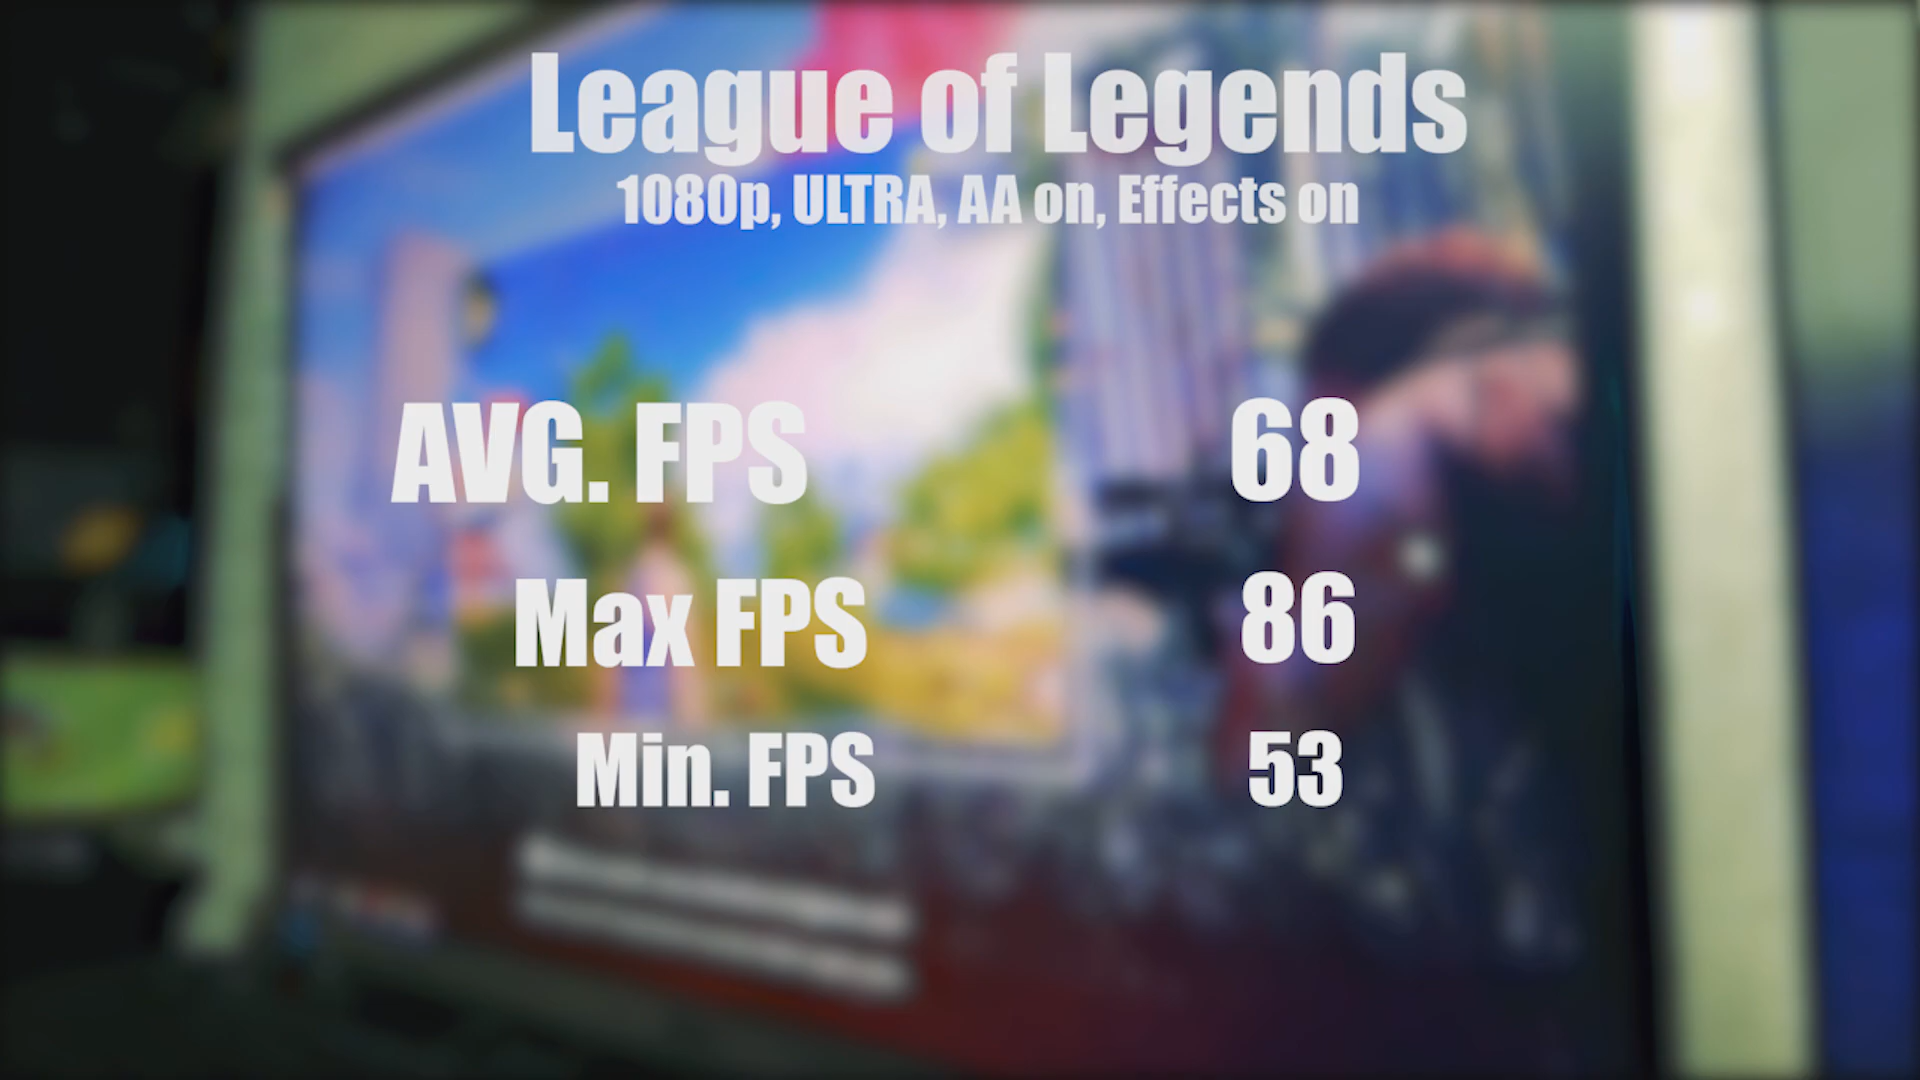 League of Legends
1080p, ULTRA, AA on, Effects on
AVG. FPS 68
Max FPS 86
Min. FPS 53